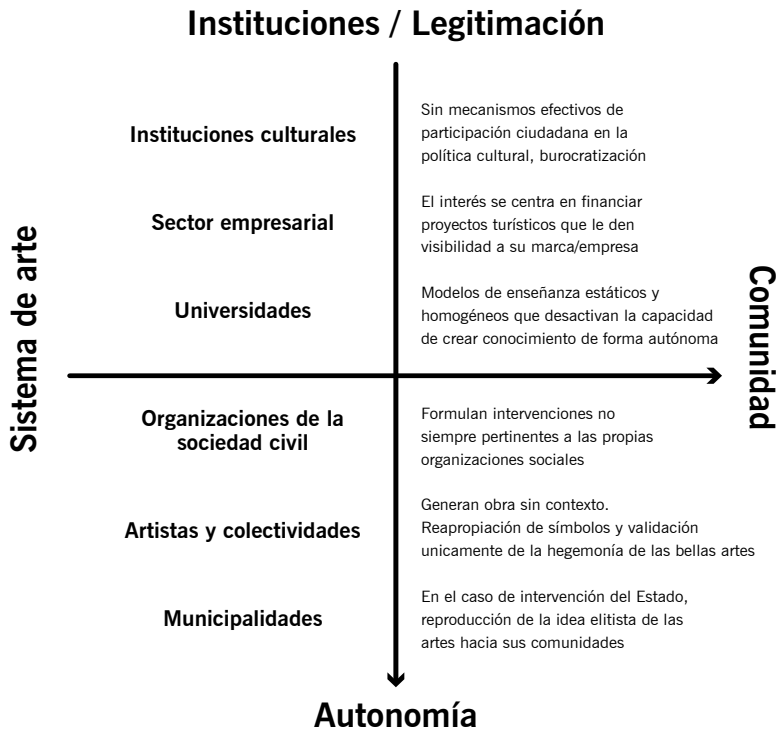 Instituciones / Legitimación
Sistema de arte
Instituciones culturales
Sin mecanismos efectivos de
participación ciudadana en la
política cultural, burocratización
Sector empresarial
El interés se centra en financiar
proyectos turísticos que le den
visibilidad a su marca/empresa
Universidades
Modelos de enseñanza estáticos y
homogéneos que desactivan la capacidad
de crear conocimiento de forma autónoma
Comunidad
Organizaciones de la
sociedad civil
Formulan intervenciones no
siempre pertinentes a las propias
organizaciones sociales
Artistas y colectividades
Generan obra sin contexto.
Reapropiación de símbolos y validación
unicamente de la hegemonía de las bellas artes
Municipalidades
En el caso de intervención del Estado,
reproducción de la idea elitista de las
artes hacia sus comunidades
Autonomía